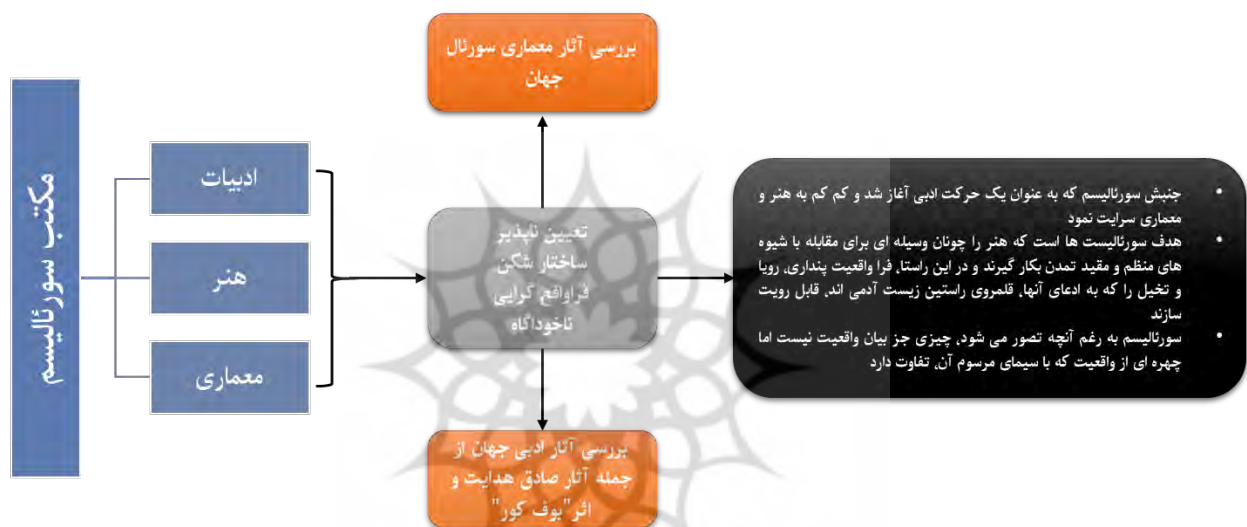 مکتب سورئالیسم
ادبیات
هنر
معماری
بررسی آثار معماری سورئال
جهان
تعیین ناپذیر
ساختار شکن
فراواقع گرایی
ناخوداگاه
بررسی آثار ادبی جهان از
جمله آثار صادق هدایت و
اثر"بوف کور"
• جنبش سورئالیسم که به عنوان یک حرکت ادبی آغاز شد و کم کم به هنر و
معماری سرایت نمود
• هدف سورئالیست ها است که هنر را چونان وسیله ای برای مقابله با شیوه
های منظم و مقید تمدن بکار گیرند و در این راستا، فرا واقعیت پنداری، رویا
و تخیل را که به ادعای آنها، قلمروی راستین زیست آدمی اند، قابل رویت
سازند
• سورئالیسم به رغم آنچه تصور می شود، چیزی جز بیان واقعیت نیست اما
چهره ای از واقعیت که با سیمای مرسوم آن، تفاوت دارد